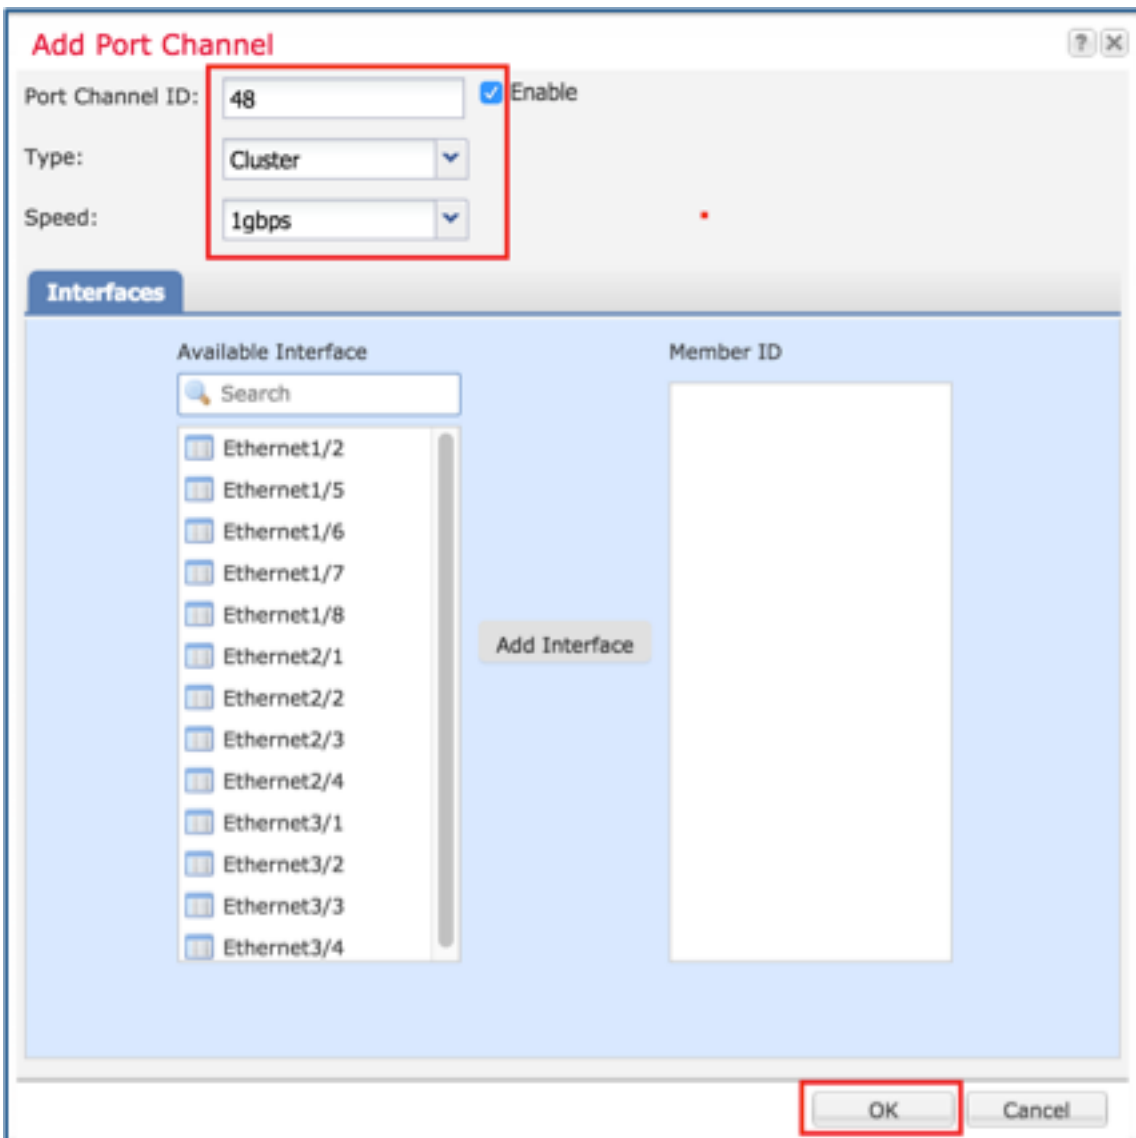 Add Port Channel
Port Channel ID: 48 Enable
Type: Cluster
Speed: 1gbps
Interfaces
Available Interface Member ID
Search
Ethernet1/2
Ethernet1/5
Ethernet1/6
Ethernet1/7
Ethernet1/8
Ethernet2/1
Ethernet2/2
Ethernet2/3
Ethernet2/4
Ethernet3/1
Ethernet3/2
Ethernet3/3
Ethernet3/4
Add Interface
OK Cancel